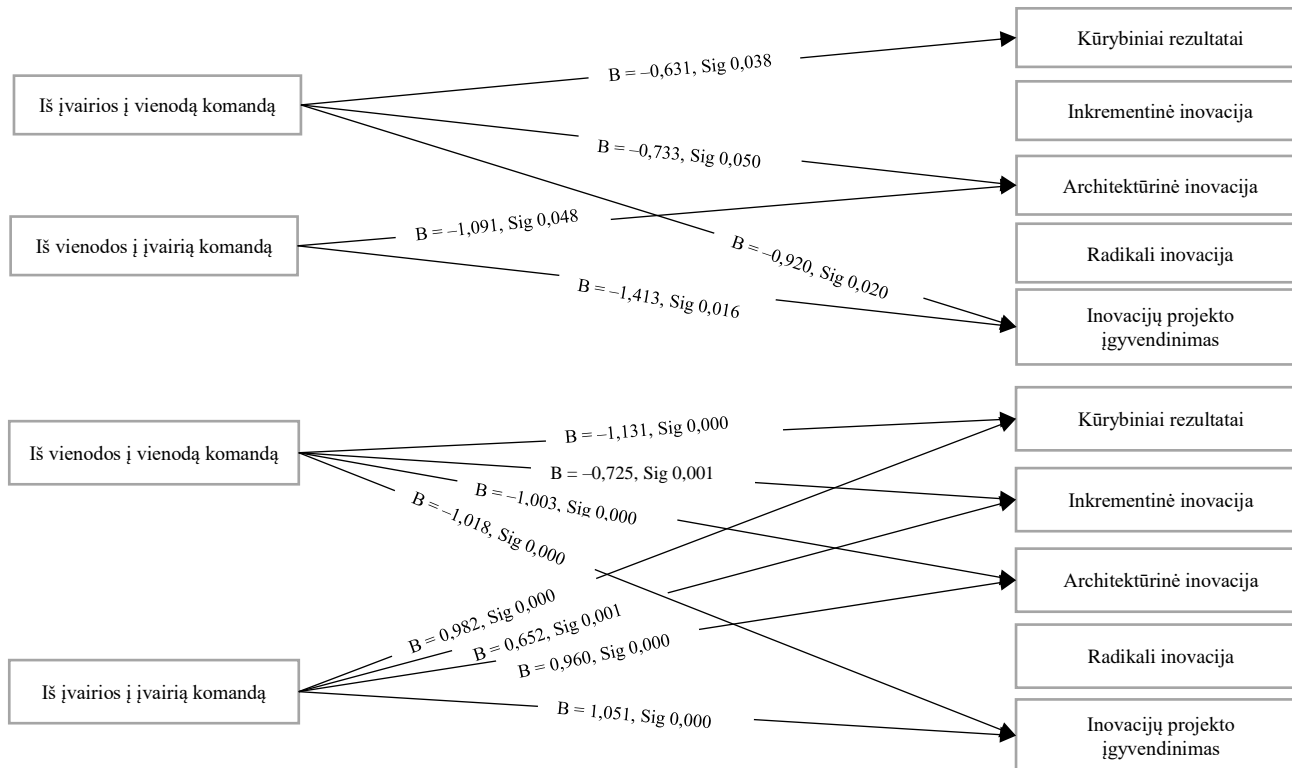 Kūrybiniai rezultatai
Iš įvairios į vienodą komandą
B = –0,631, Sig 0,038
Inkrementinė inovacija
B = –0,733, Sig 0,050
Architektūrinė inovacija
Iš vienodos į įvairią komandą
B = –1,091, Sig 0,048
Radikali inovacija
B = –0,920, Sig 0,020
B = –1,413, Sig 0,016
Inovacijų projekto
įgyvendinimas
Kūrybiniai rezultatai
Iš vienodos į vienodą komandą
B = –1,131, Sig 0,000
B = –0,725, Sig 0,001
Inkrementinė inovacija
B = –1,003, Sig 0,000
B = –1,018, Sig 0,000
Architektūrinė inovacija
B = 0,982, Sig 0,000
B = 0,652, Sig 0,001
B = 0,960, Sig 0,000
Radikali inovacija
Iš įvairios į įvairią komandą
B = 1,051, Sig 0,000
Inovacijų projekto
įgyvendinimas